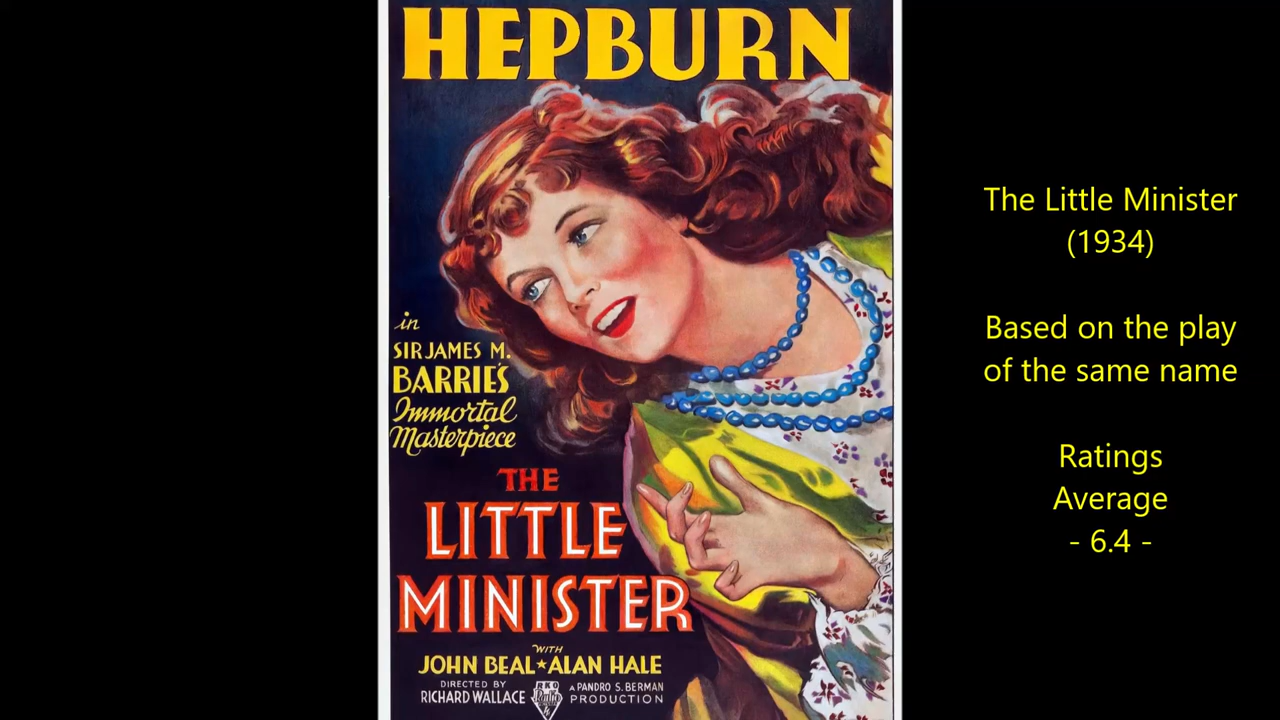 HEPBURN
in
SIR JAMES M.
BARRIE'S
Immortal
Masterpiece
THE
LITTLE
MINISTER
WITH
JOHN BEAL★ALAN HALE
DIRECTED BY
RICHARD WALLACE
RKO
Radio
A PANDRO S. BERMAN
PRODUCTION
The Little Minister
(1934)
Based on the play
of the same name
Ratings
Average
- 6.4 -